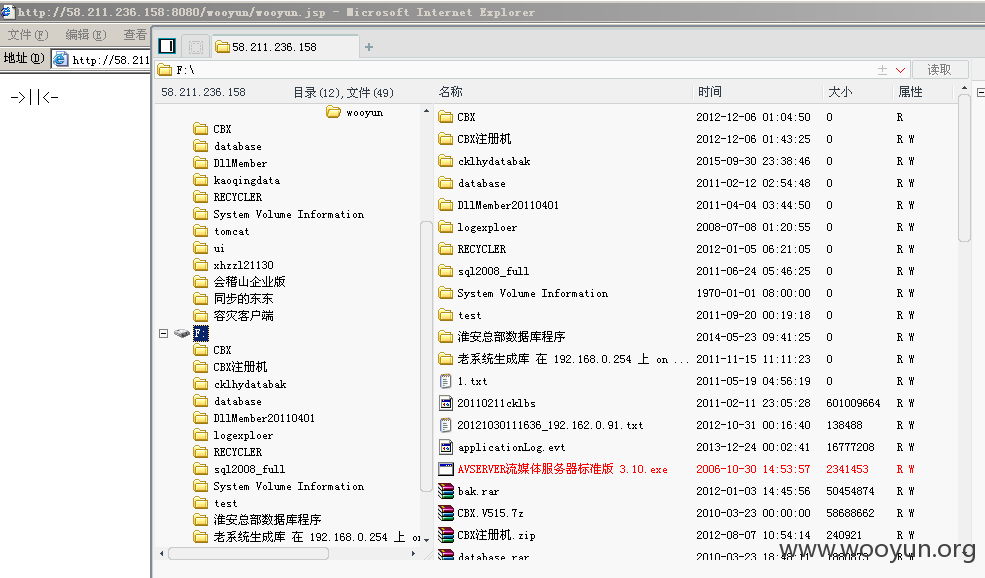 http://58.211.236.158:8080/wooyun/wooyun.jsp - Microsoft Internet Explorer
文件(F) 编辑(E) 查看
地址(D) http://58.211
->||<-
58.211.236.158
F:\ 读取
58.211.236.158 目录(12),文件(49)
wooyun
CBX
database
DllMember
kaoqingdata
RECYCLER
System Volume Information
tomcat
ui
xhzzl21130
会稽山企业版
同步的东东
容灾客户端
F:
CBX
CBX注册机
cklhydatabak
database
DllMember20110401
logexploer
RECYCLER
sql2008_full
System Volume Information
test
淮安总部数据库程序
老系统生成库 在 192.168.0.254 上 o
名称 时间 大小 属性
CBX 2012-12-06 01:04:50 0 R
CBX注册机 2012-12-06 01:43:25 0 R W
cklhydatabak 2015-09-30 23:38:46 0 R W
database 2011-02-12 02:54:48 0 R W
DllMember20110401 2011-04-04 03:44:50 0 R W
logexploer 2008-07-08 01:20:55 0 R W
RECYCLER 2012-01-05 06:21:05 0 R W
sql2008_full 2011-06-24 05:46:25 0 R W
System Volume Information 1970-01-01 08:00:00 0 R W
test 2011-09-20 00:19:18 0 R W
淮安总部数据库程序 2014-05-23 09:41:25 0 R W
老系统生成库 在 192.168.0.254 上 on ... 2011-11-15 11:11:23 0 R W
1.txt 2011-05-19 04:56:19 0 R W
20110211cklbs 2011-02-11 23:05:28 601009664 R W
20121030111636_192.162.0.91.txt 2012-10-31 00:16:40 138488 R W
applicationLog.evt 2013-12-24 00:02:41 16777208 R W
AVSERVER流媒体服务器标准版 3.10.exe 2006-10-30 14:53:57 2341453 R W
bak.rar 2012-01-03 14:45:56 50454874 R W
CBX.V515.7z 2010-03-23 00:00:00 58688662 R W
CBX注册机.zip 2012-08-07 10:54:14 240921 R W
database.rar 2010-03-23
www.wooyun.org